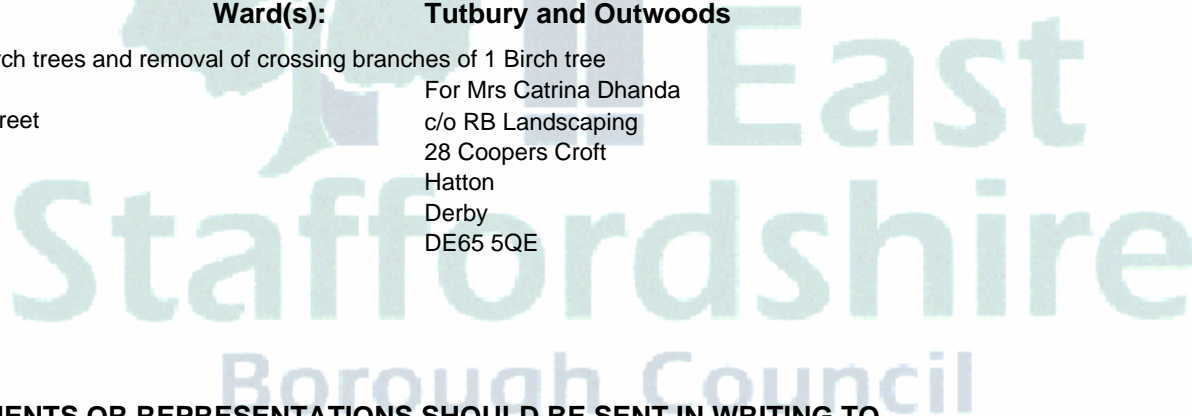 Ward(s): Tutbury and Outwoods
rch trees and removal of crossing branches of 1 Birch tree
For Mrs Catrina Dhanda
reet c/o RB Landscaping
28 Coopers Croft
Hatton
Derby
DE65 5QE
East
Staffordshire
Borough Council
MENTS OR REPRESENTATIONS SHOULD BE SENT IN WRITING TO